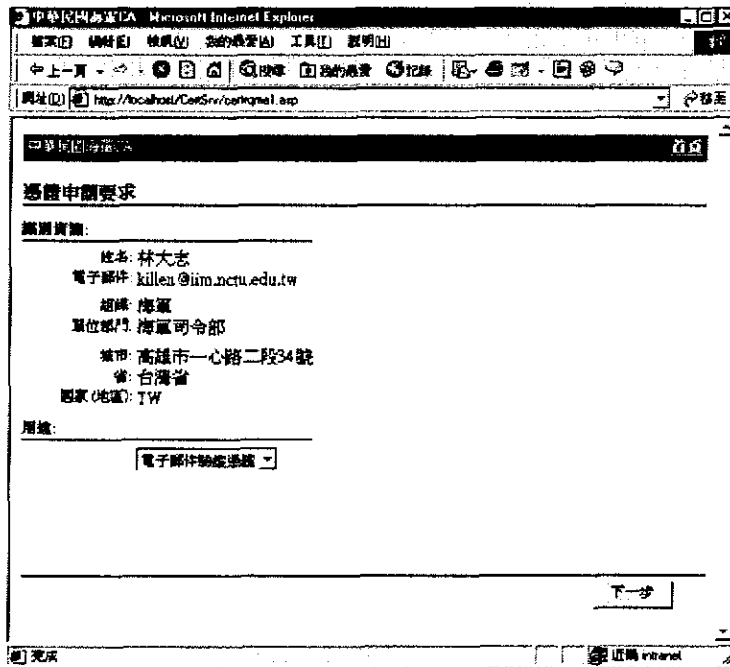 中華民國海軍CA - Microsoft Internet Explorer
檔案(F) 編輯(E) 檢視(V) 我的最愛(A) 工具(T) 說明(H)
上一頁 搜尋 我的最愛 記錄
網址(D) http://localhost/CertSrv/certrqma1.asp 移至
中華民國海軍CA 首頁
憑證申請要求
識別資訊:
姓名: 林大志
電子郵件: killen@iim.nctu.edu.tw
組織: 海軍
單位部門: 海軍司令部
城市: 高雄市一心路二段34號
省: 台灣省
國家(地區): TW
用途:
電子郵件驗證憑證
下一步
完成 近端 intranet